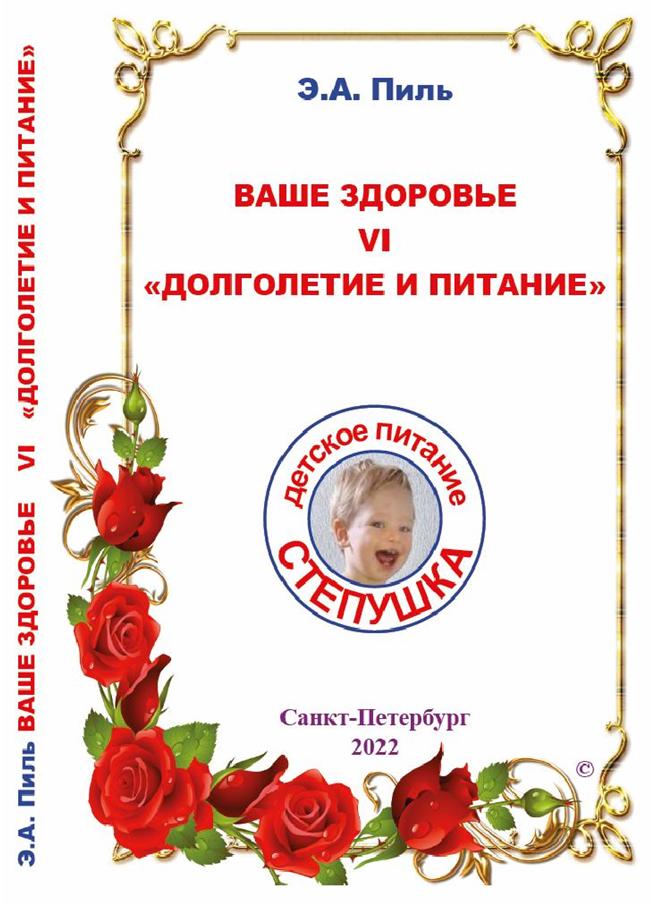 Э.А. Пиль ВАШЕ ЗДОРОВЬЕ VI «ДОЛГОЛЕТИЕ И ПИТАНИЕ»
Э.А. Пиль
ВАШЕ ЗДОРОВЬЕ
VI
«ДОЛГОЛЕТИЕ И ПИТАНИЕ»
детское питание
СТЕПУШКА
Санкт-Петербург
2022
©